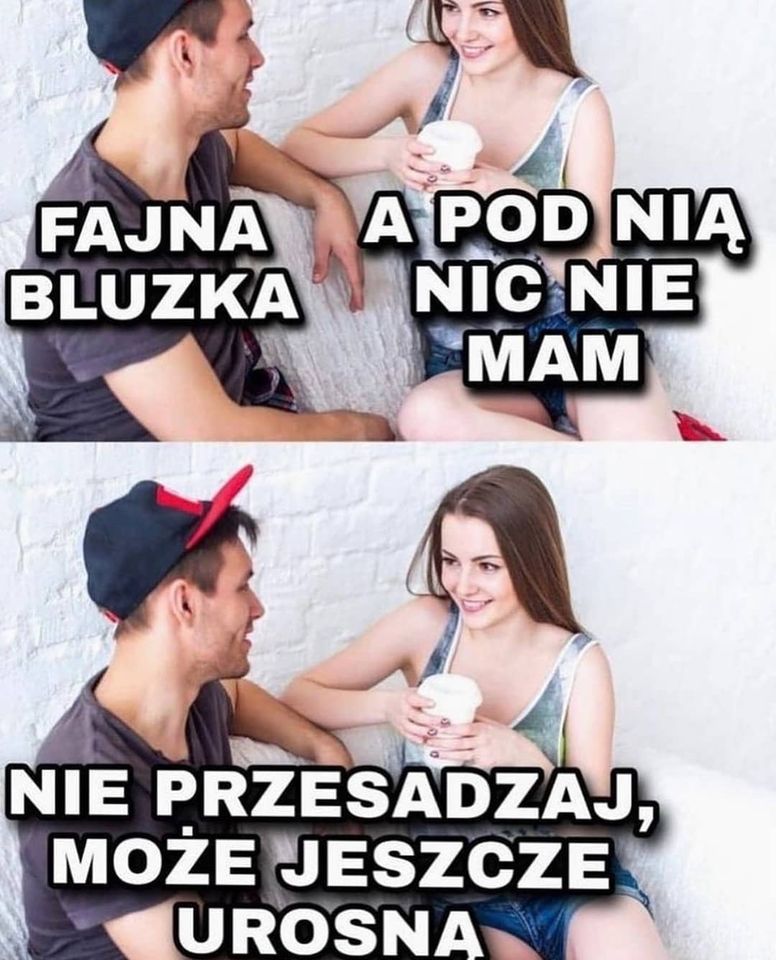 FAJNA
BLUZKA
A POD NIĄ
NIC NIE
MAM
NIE PRZESADZAJ,
MOŻE JESZCZE
UROSNĄ